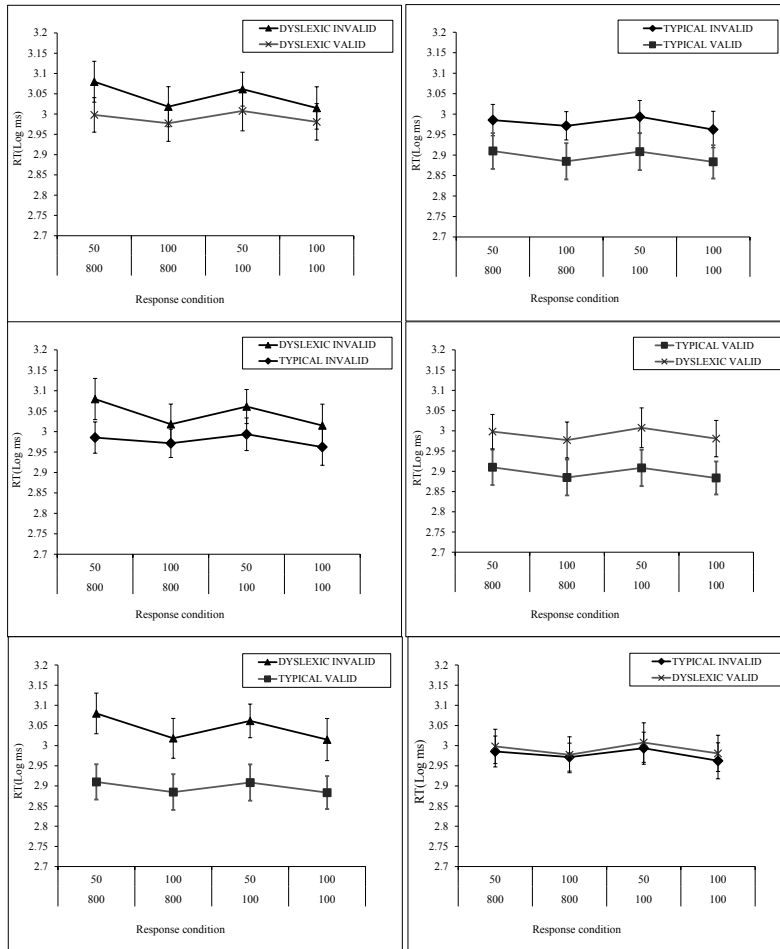 3.2
3.15
3.1
3.05
3
2.95
2.9
2.85
2.8
2.75
2.7
RT(Log ms)
DYSLEXIC INVALID
DYSLEXIC VALID
50 100 50 100
800 800 100 100
Response condition
3.2
3.15
3.1
3.05
3
2.95
2.9
2.85
2.8
2.75
2.7
RT(Log ms)
TYPICAL INVALID
TYPICAL VALID
50 100 50 100
800 800 100 100
Response condition
3.2
3.15
3.1
3.05
3
2.95
2.9
2.85
2.8
2.75
2.7
RT(Log ms)
DYSLEXIC INVALID
TYPICAL INVALID
50 100 50 100
800 800 100 100
Response condition
3.2
3.15
3.1
3.05
3
2.95
2.9
2.85
2.8
2.75
2.7
RT(Log ms)
TYPICAL VALID
DYSLEXIC VALID
50 100 50 100
800 800 100 100
Response condition
3.2
3.15
3.1
3.05
3
2.95
2.9
2.85
2.8
2.75
2.7
RT(Log ms)
DYSLEXIC INVALID
TYPICAL VALID
50 100 50 100
800 800 100 100
Response condition
3.2
3.15
3.1
3.05
3
2.95
2.9
2.85
2.8
2.75
2.7
RT(Log ms)
TYPICAL INVALID
DYSLEXIC VALID
50 100 50 100
800 800 100 100
Response condition